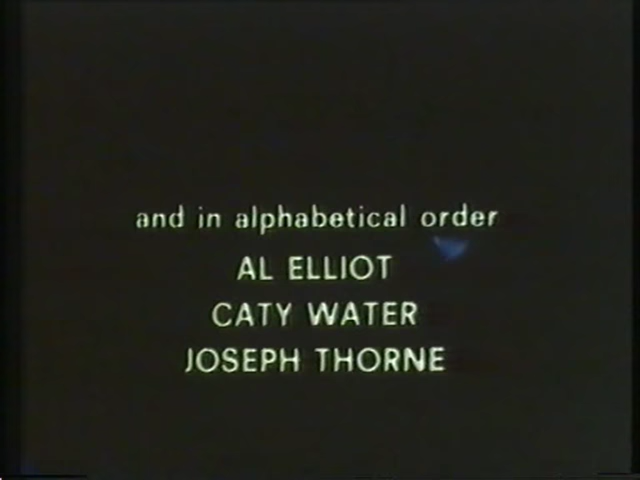 and in alphabetical order
AL ELLIOT
CATY WATER
JOSEPH THORNE